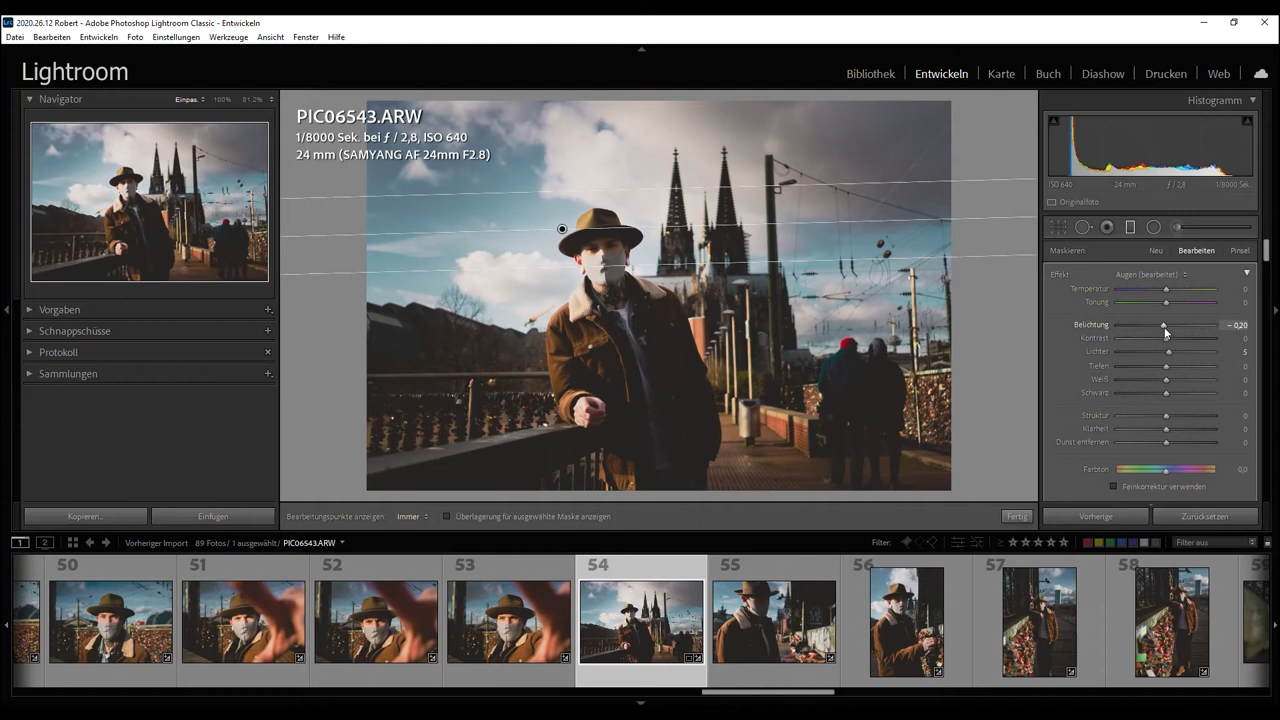 2020.26.12 Robert - Adobe Photoshop Lightroom Classic - Entwickeln
Datei Bearbeiten Entwickeln Foto Einstellungen Werkzeuge Ansicht Fenster Hilfe
Lightroom
Bibliothek Entwickeln Karte Buch Diashow Drucken Web
Navigator Einpas. 100% 81,2%
Vorgaben
Schnappschüsse
Protokoll
Sammlungen
Kopieren... Einfügen
PIC06543.ARW
1/8000 Sek. bei ƒ / 2,8, ISO 640
24 mm (SAMYANG AF 24mm F2.8)
Bearbeitungspunkte anzeigen: Immer Überlagerung für ausgewählte Maske anzeigen Fertig
Histogramm
ISO 640 24 mm ƒ / 2,8 1/8000 Sek.
Originalfoto
Maskieren Neu Bearbeiten Pinsel
Effekt: Augen (bearbeitet)
Temperatur 0
Tonung 0
Belichtung – 0,20
Kontrast 0
Lichter 5
Tiefen 0
Weiß 0
Schwarz 0
Struktur 0
Klarheit 0
Dunst entfernen 0
Farbton 0,0
Feinkorrektur verwenden
Vorherige Zurücksetzen
1 2 Vorheriger Import 89 Fotos/ 1 ausgewählt/ PIC06543.ARW Filter: Filter aus
50 51 52 53 54 55 56 57 58 59